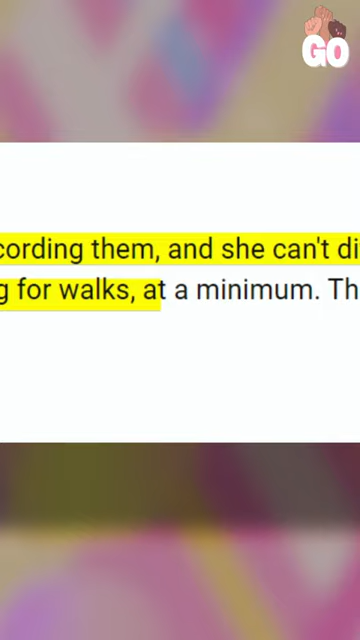 GO
cording them, and she can't di
g for walks, at a minimum. Th